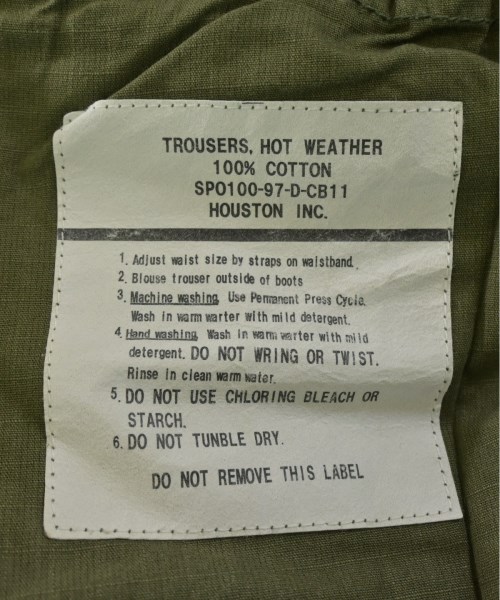 TROUSERS, HOT WEATHER
100% COTTON
SPO100-97-D-CB11
HOUSTON INC.
1. Adjust waist size by straps on waistband.
2. Blouse trouser outside of boots
3. Machine washing. Use Permanent Press Cycle.
Wash in warm warter with mild detergent.
4. Hand washing. Wash in warm warter with mild
detergent. DO NOT WRING OR TWIST.
Rinse in clean warm water.
5. DO NOT USE CHLORING BLEACH OR
STARCH.
6. DO NOT TUNBLE DRY.
DO NOT REMOVE THIS LABEL